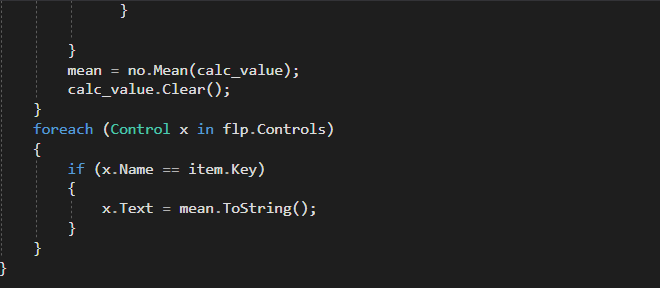 }
}
mean = no.Mean(calc_value);
calc_value.Clear();
}
foreach (Control x in flp.Controls)
{
if (x.Name == item.Key)
{
x.Text = mean.ToString();
}
}
}